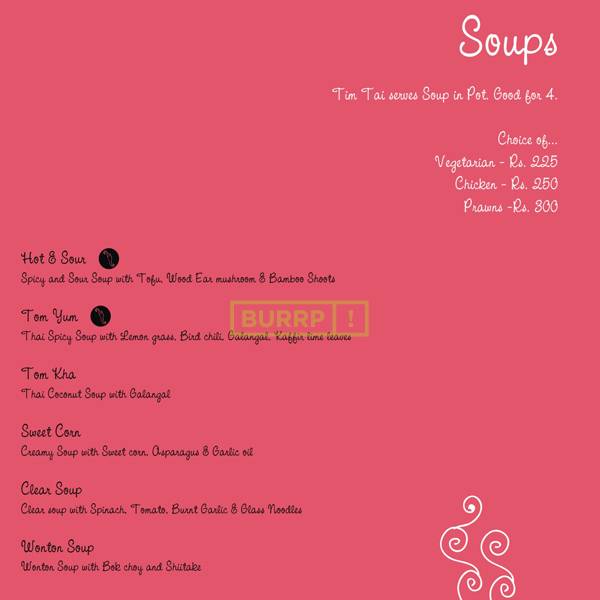 Soups
Tim Tai serves Soup in Pot. Good for 4.
Choice of...
Vegetarian - Rs. 225
Chicken - Rs. 250
Prawns -Rs. 300
Hot & Sour
Spicy and Sour Soup with Tofu, Wood Ear mushroom & Bamboo Shoots
Tom Yum
BURRP!
Thai Spicy Soup with Lemon grass, Bird chili, Galangal, Kaffir lime leaves
Tom Kha
Thai Coconut Soup with Galangal
Sweet Corn
Creamy Soup with Sweet corn, Asparagus & Garlic oil
Clear Soup
Clear soup with Spinach, Tomato, Burnt Garlic & Glass Noodles
Wonton Soup
Wonton Soup with Bok choy and Shiitake